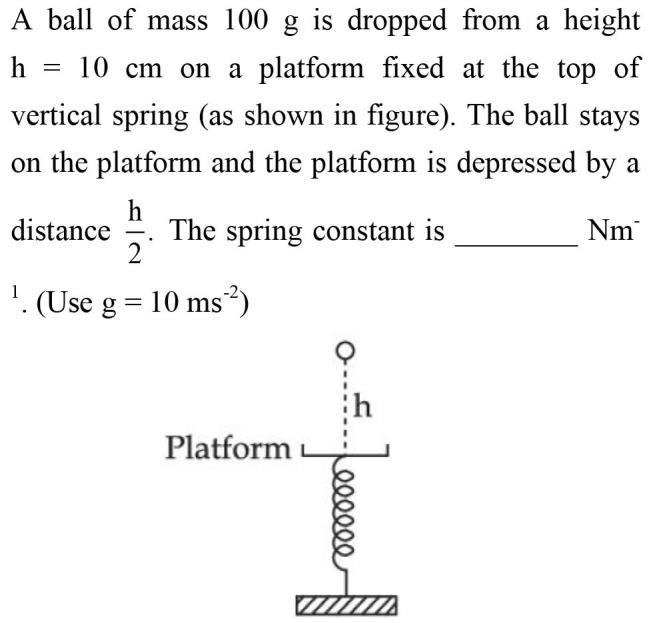 A ball of mass 100 g is dropped from a height
h = 10 cm on a platform fixed at the top of
vertical spring (as shown in figure). The ball stays
on the platform and the platform is depressed by a
distance h/2. The spring constant is ________ Nm⁻
¹. (Use g = 10 ms⁻²)
h
Platform